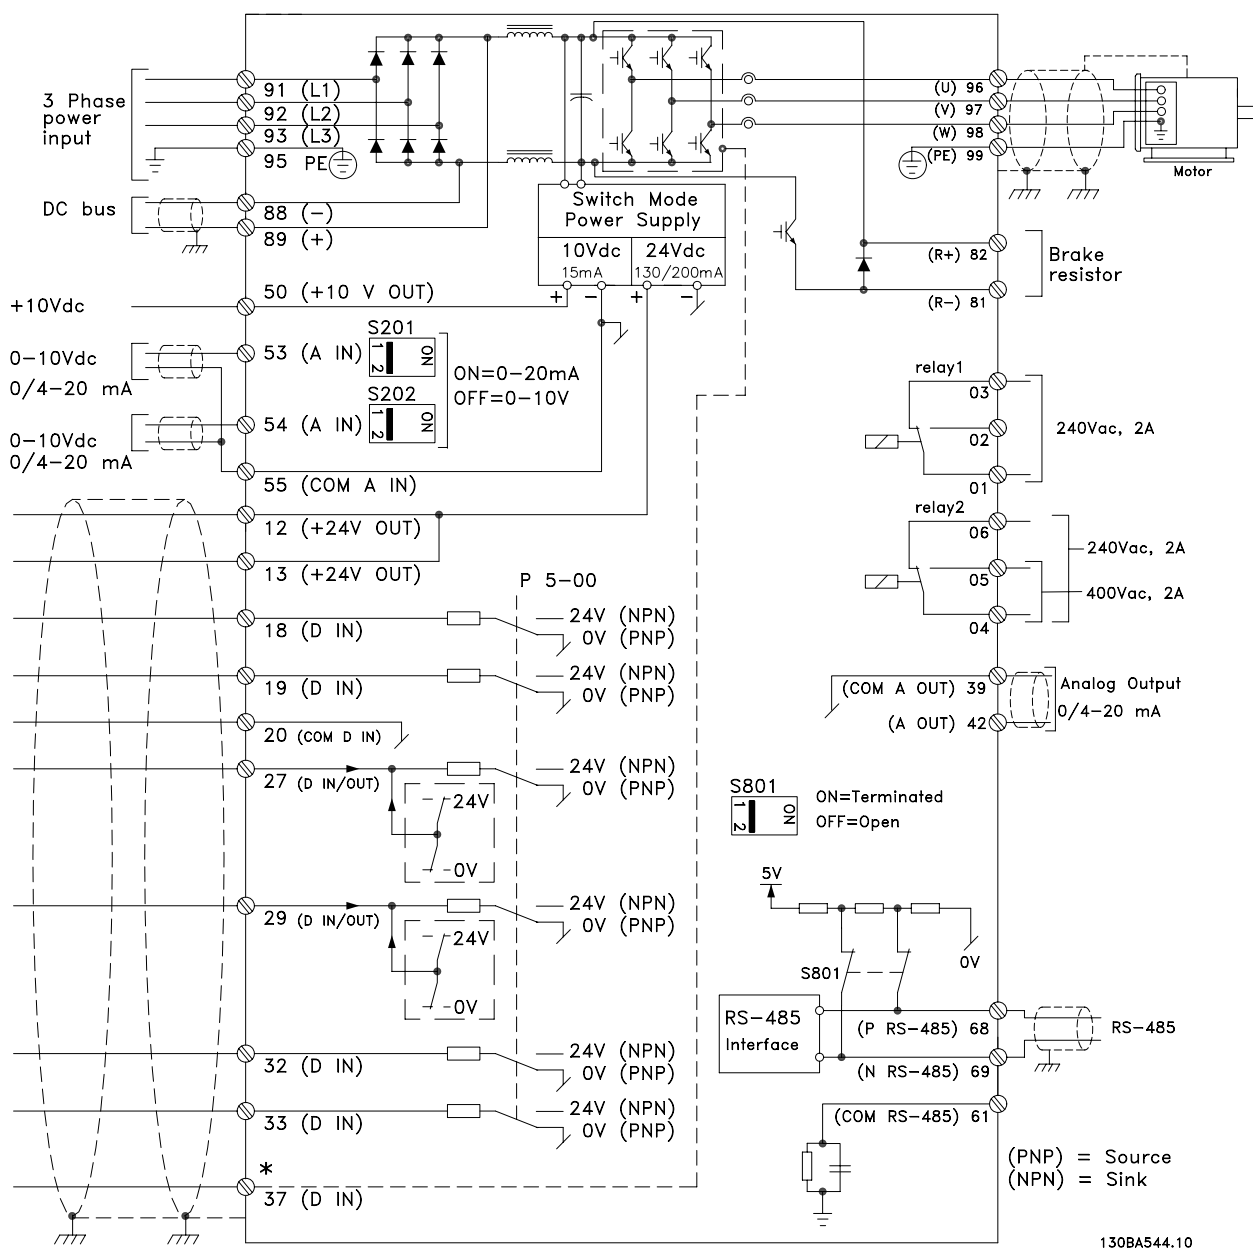 3 Phase
power
input
91 (L1)
92 (L2)
93 (L3)
95 PE
DC bus
88 (-)
89 (+)
Switch Mode
Power Supply
10Vdc
15mA
24Vdc
130/200mA
+ - + -
(U) 96
(V) 97
(W) 98
(PE) 99
Motor
(R+) 82
(R-) 81
Brake
resistor
+10Vdc
50 (+10 V OUT)
0-10Vdc
0/4-20 mA
53 (A IN)
S201
1 2
ON
S202
1 2
ON
ON=0-20mA
OFF=0-10V
0-10Vdc
0/4-20 mA
54 (A IN)
55 (COM A IN)
12 (+24V OUT)
13 (+24V OUT)
relay1
03
02
01
240Vac, 2A
relay2
06
05
04
240Vac, 2A
400Vac, 2A
P 5-00
18 (D IN)
24V (NPN)
0V (PNP)
19 (D IN)
24V (NPN)
0V (PNP)
20 (COM D IN)
27 (D IN/OUT)
24V (NPN)
0V (PNP)
24V
0V
29 (D IN/OUT)
24V (NPN)
0V (PNP)
24V
0V
32 (D IN)
24V (NPN)
0V (PNP)
33 (D IN)
24V (NPN)
0V (PNP)
*
37 (D IN)
(COM A OUT) 39
(A OUT) 42
Analog Output
0/4-20 mA
S801
1 2
ON
ON=Terminated
OFF=Open
5V
S801
0V
RS-485
Interface
(P RS-485) 68
(N RS-485) 69
(COM RS-485) 61
RS-485
(PNP) = Source
(NPN) = Sink
130BA544.10